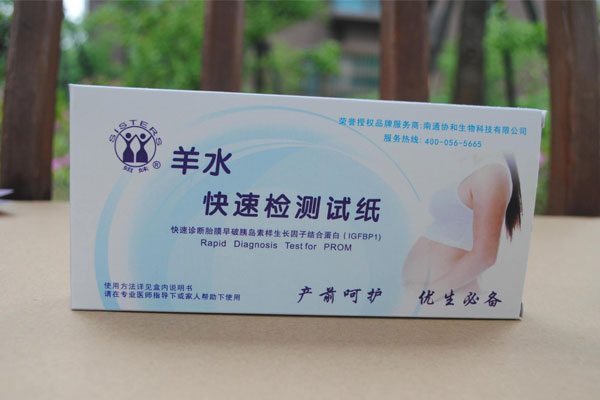 荣誉授权品牌服务商:南通协和生物科技有限公司
服务热线:400-056-5665
SISTERS
姐妹®
羊水
快速检测试纸
快速诊断胎膜早破胰岛素样生长因子结合蛋白(IGFBP1)
Rapid Diagnosis Test for PROM
使用方法详见盒内说明书
请在专业医师指导下或家人帮助下使用
产前呵护 优生必备